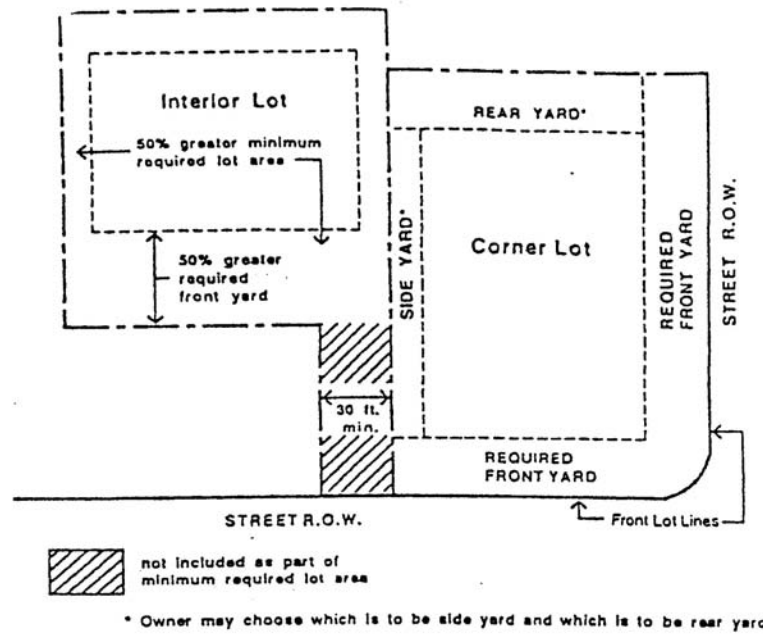 Interior Lot
50% greater minimum
required lot area
50% greater
required
front yard
30 ft.
min.
REAR YARD*
SIDE YARD*
Corner Lot
REQUIRED
FRONT YARD
STREET R.O.W.
REQUIRED
FRONT YARD
STREET R.O.W.
Front Lot Lines
not included as part of
minimum required lot area
* Owner may choose which is to be side yard and which is to be rear yard